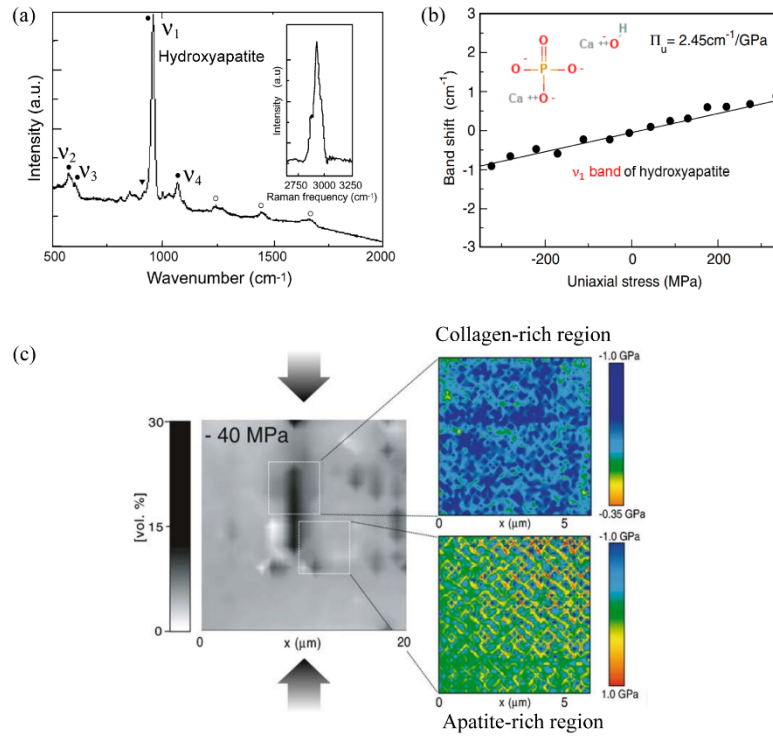 (a)
ν1
Hydroxyapatite
ν2
ν3
ν4
Intensity (a.u.)
Intensity (a.u.)
2750 3000 3250
Raman frequency (cm-1)
500 1000 1500 2000
Wavenumber (cm-1)
(b)
H
O
Ca ++ - O
O - P - O -
Ca ++ O -
Πu = 2.45cm-1/GPa
3
2
1
0
-1
-2
-3
Band shift (cm-1)
ν1 band of hydroxyapatite
-200 0 200
Uniaxial stress (MPa)
(c)
Collagen-rich region
30
15
0
[vol. %]
- 40 MPa
0 20
x (μm)
-1.0 GPa
-0.35 GPa
0 5
x (μm)
-1.0 GPa
1.0 GPa
0 5
x (μm)
Apatite-rich region